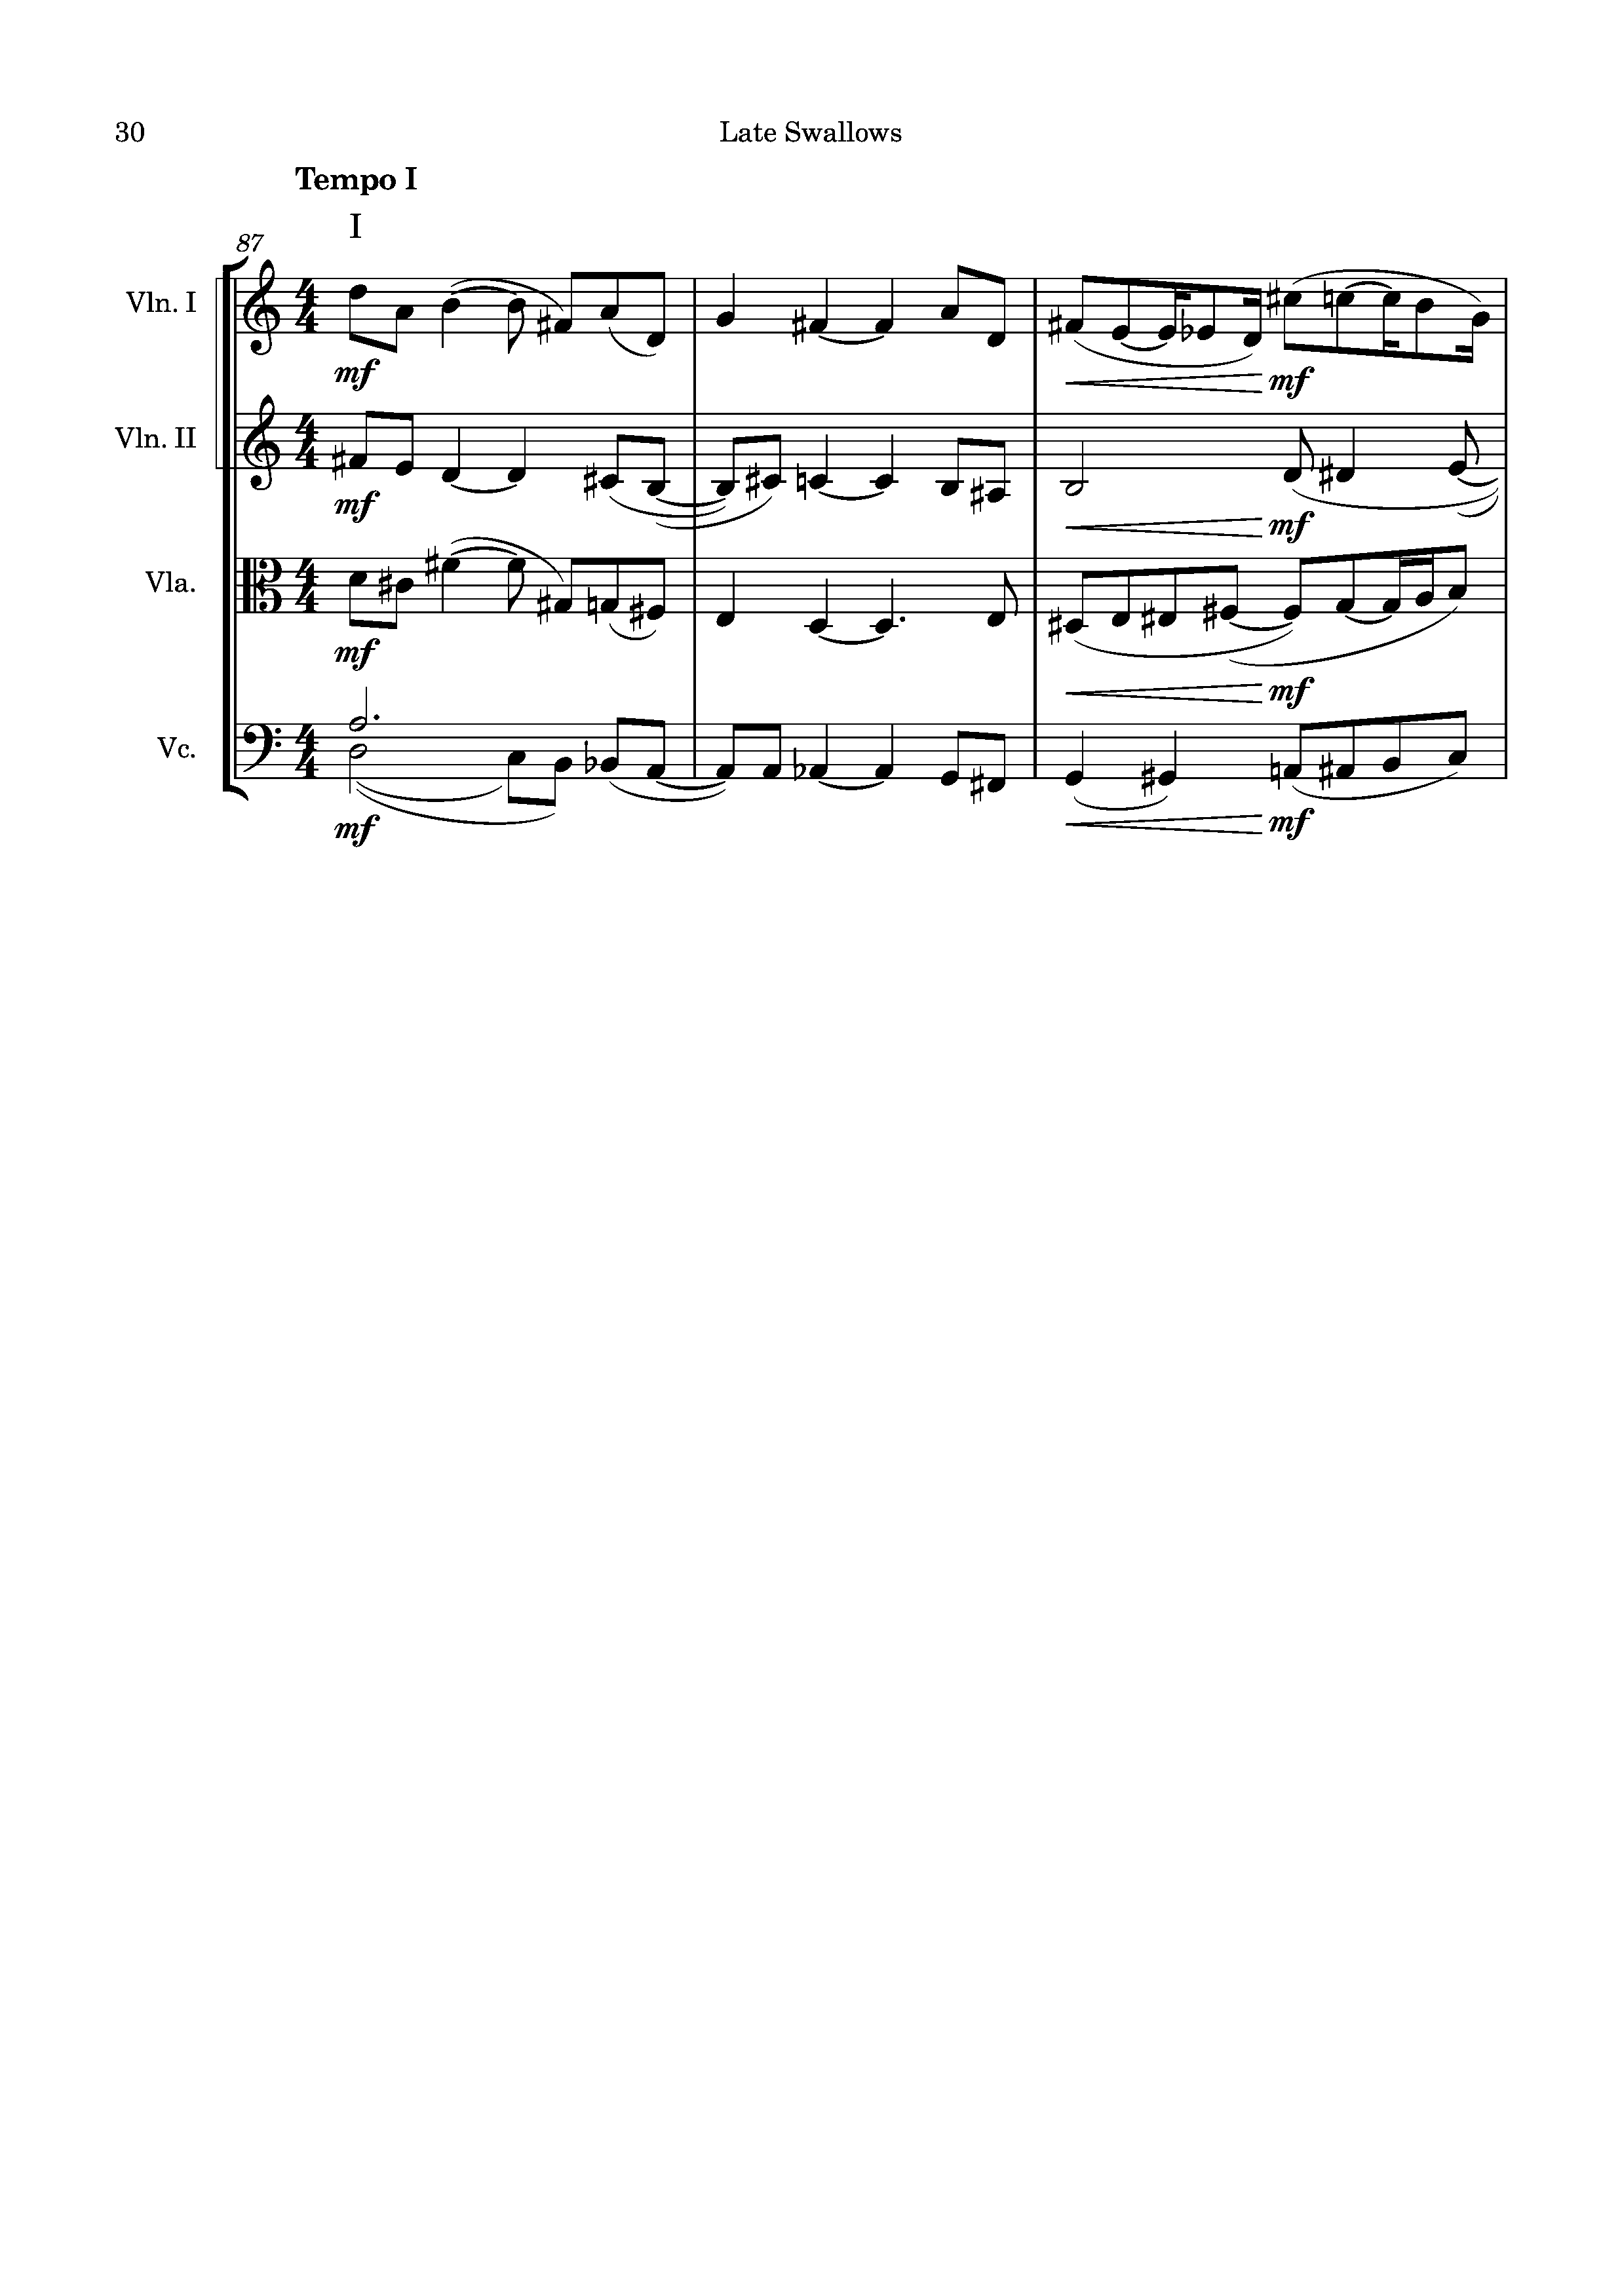 30
Late Swallows
Tempo I
I
87
Vln. I
mf
mf
Vln. II
mf
mf
Vla.
mf
mf
Vc.
mf
mf